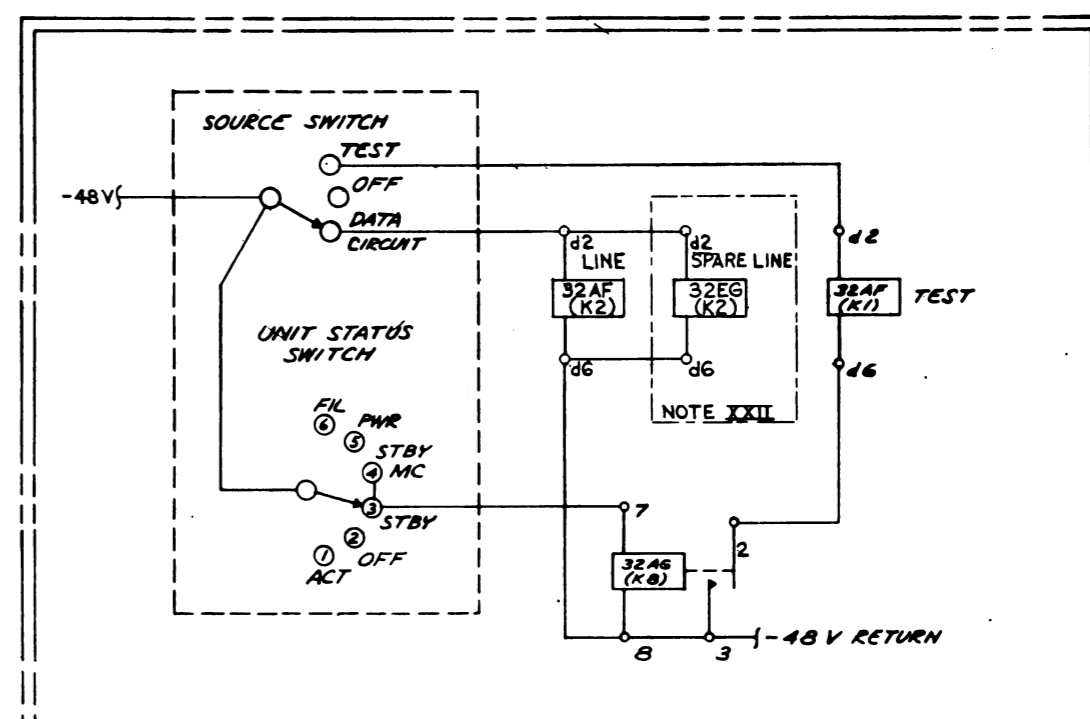 SOURCE SWITCH
TEST
OFF
-48V
DATA
CIRCUIT
d2
LINE
32AF
(K2)
d6
d2
SPARE LINE
32EG
(K2)
d6
NOTE XXII
d2
32AF
(K1)
TEST
d6
UNIT STATUS
SWITCH
FIL
6
PWR
5
STBY
4 MC
3
STBY
2
OFF
1
ACT
7
32AG
(K8)
2
8
3
-48 V RETURN